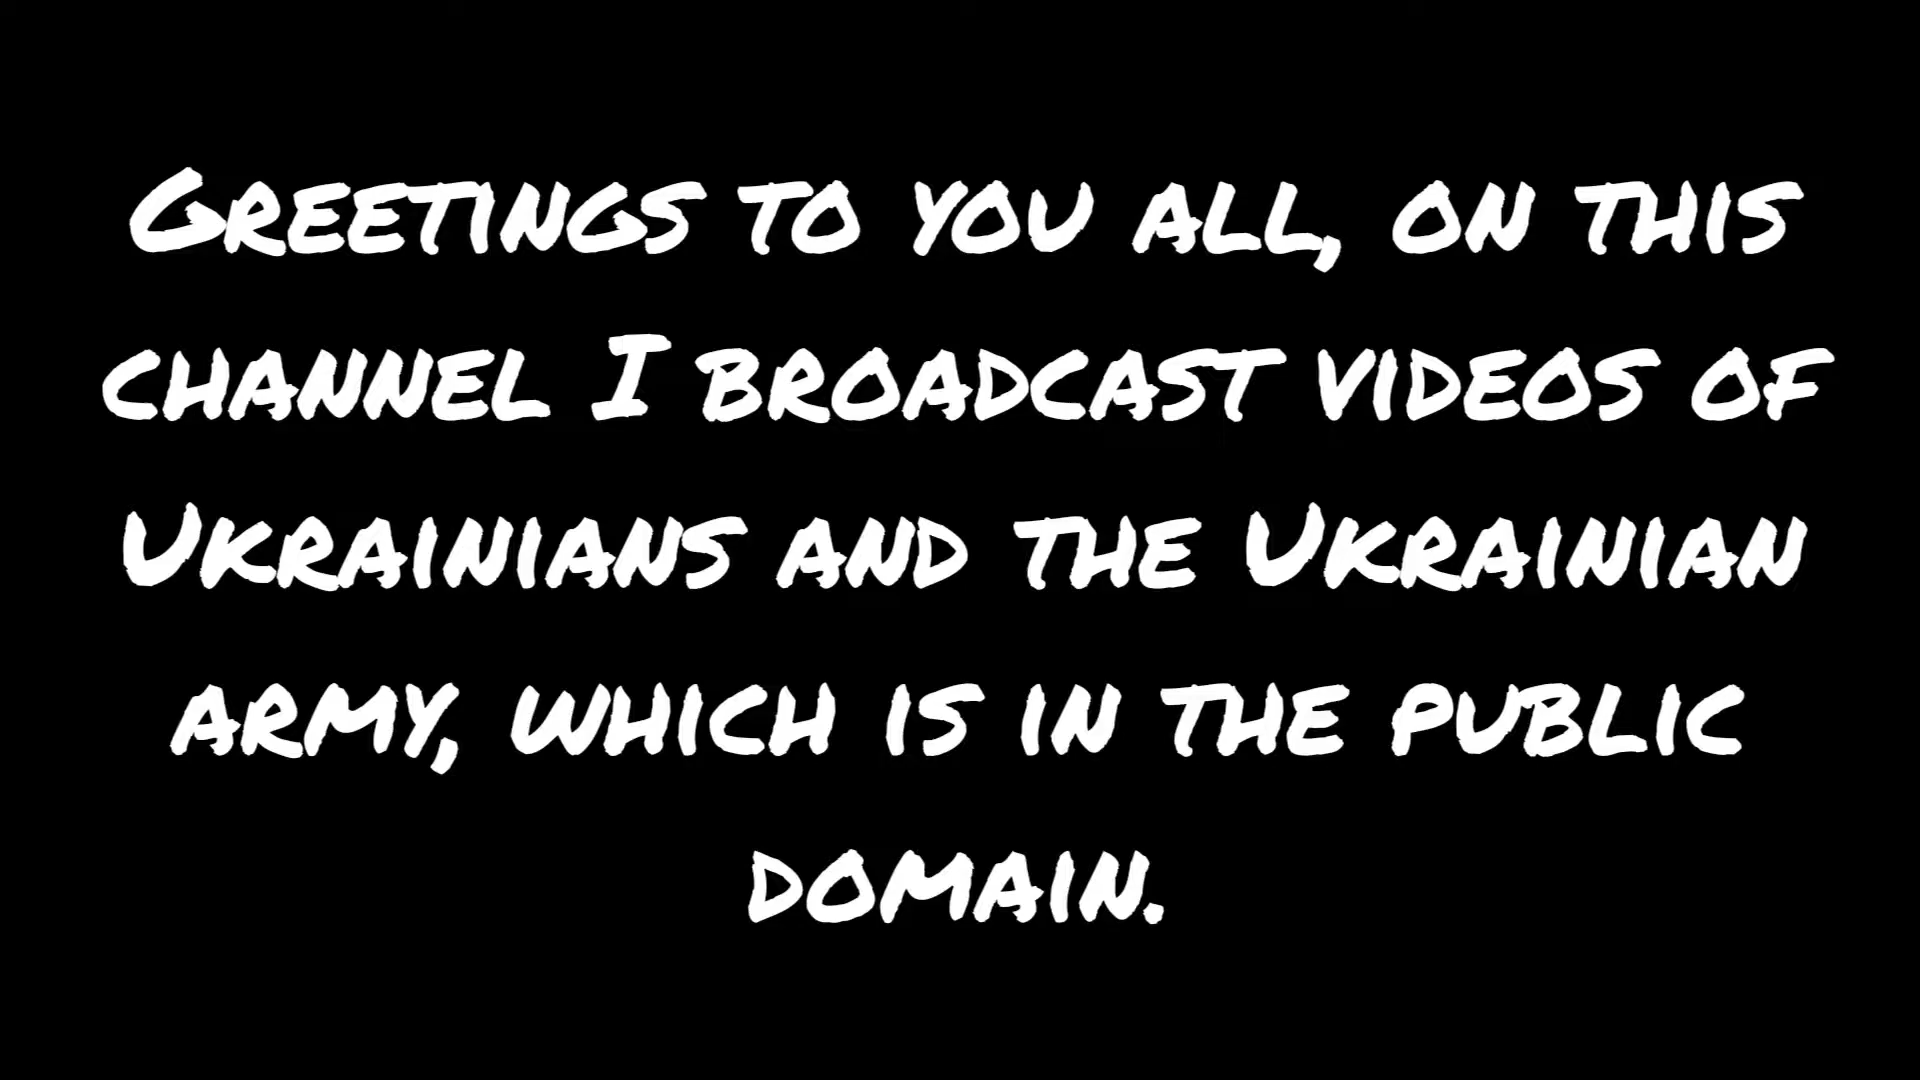 Greetings to you all, on this
channel I broadcast videos of
Ukrainians and the Ukrainian
army, which is in the public
domain.